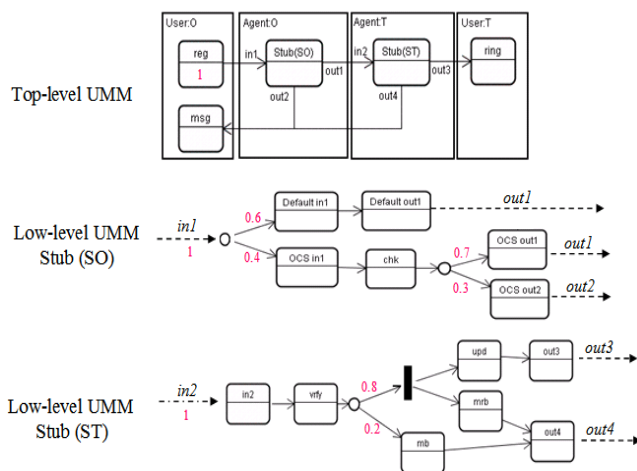 User:O Agent:O Agent:T User:T
reg in1 Stub(SO) in2 Stub(ST) ring
1 out1 out3
Top-level UMM
out2 out4
msg
Default in1 Default out1 out1
0.6
Low-level UMM in1
Stub (SO) 1
0.4 OCS in1 chk 0.7 OCS out1 out1
0.3 OCS out2 out2
upd out3 out3
Low-level UMM in2 in2 vrfy 0.8
Stub (ST) 1
mrb
0.2 mb out4 out4